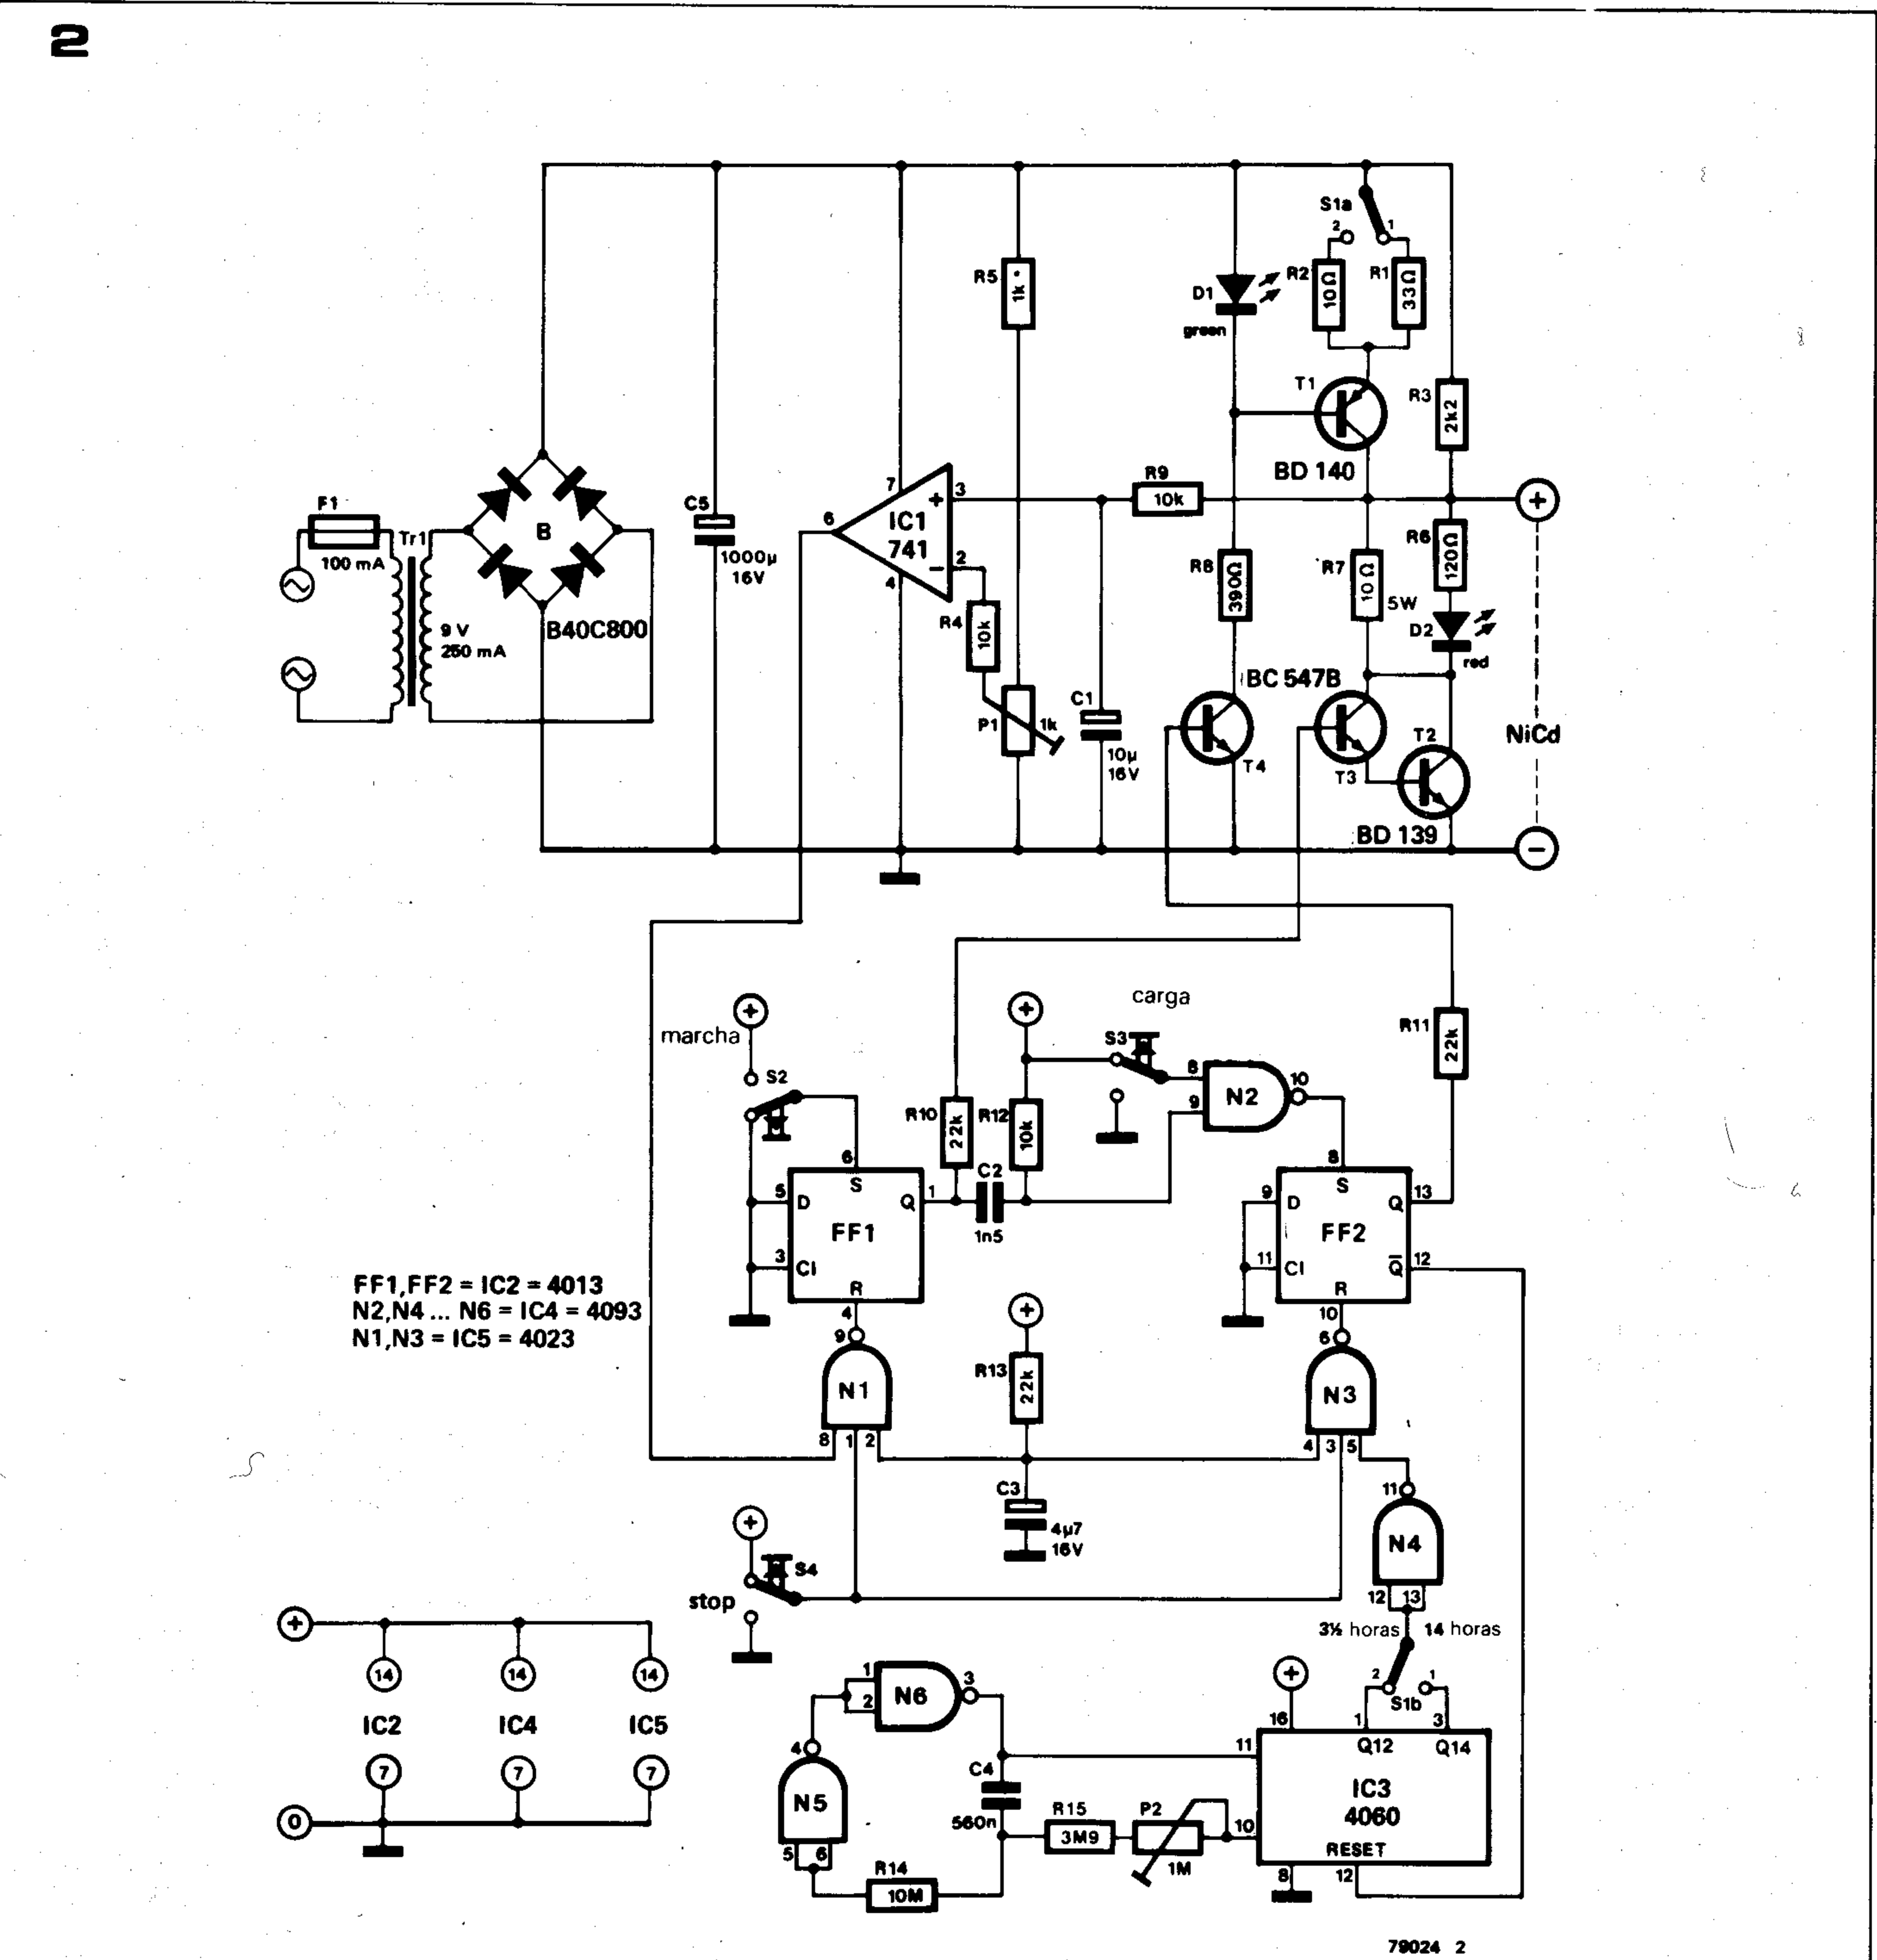 2
S1a
2
1
R5
1k*
D1
green
R2
10Ω
R1
33Ω
T1
BD 140
R3
2k2
F1
100 mA
Tr1
9 V
250 mA
B
B40C800
C5
1000µ
16V
7
6
IC1
741
+
3
−
2
4
R9
10k
+
R4
10k
P1
1k
C1
10µ
16V
R8
390Ω
R7
10Ω
5W
R6
120Ω
D2
red
BC 547B
T4
T3
T2
BD 139
NiCd
−
marcha
+
S2
+
carga
S3
8
9
N2
10
R11
22k
R10
22k
R12
10k
C2
1n5
6
S
5
D
Q
1
FF1
3
Cl
R
4
8
S
9
D
Q
13
FF2
11
Cl
Q̅
12
R
10
FF1,FF2 = IC2 = 4013
N2,N4 ... N6 = IC4 = 4093
N1,N3 = IC5 = 4023
9
N1
8
1
2
+
R13
22k
6
N3
4
3
5
C3
4µ7
16V
11
N4
12
13
+
S4
stop
3½ horas
14 horas
2
1
S1b
+
14
14
14
IC2
IC4
IC5
7
7
7
0
1
2
N6
3
4
N5
5
6
R14
10M
C4
560n
R15
3M9
P2
1M
+
16
1
3
Q12
Q14
11
IC3
4060
10
RESET
8
12
79024 2